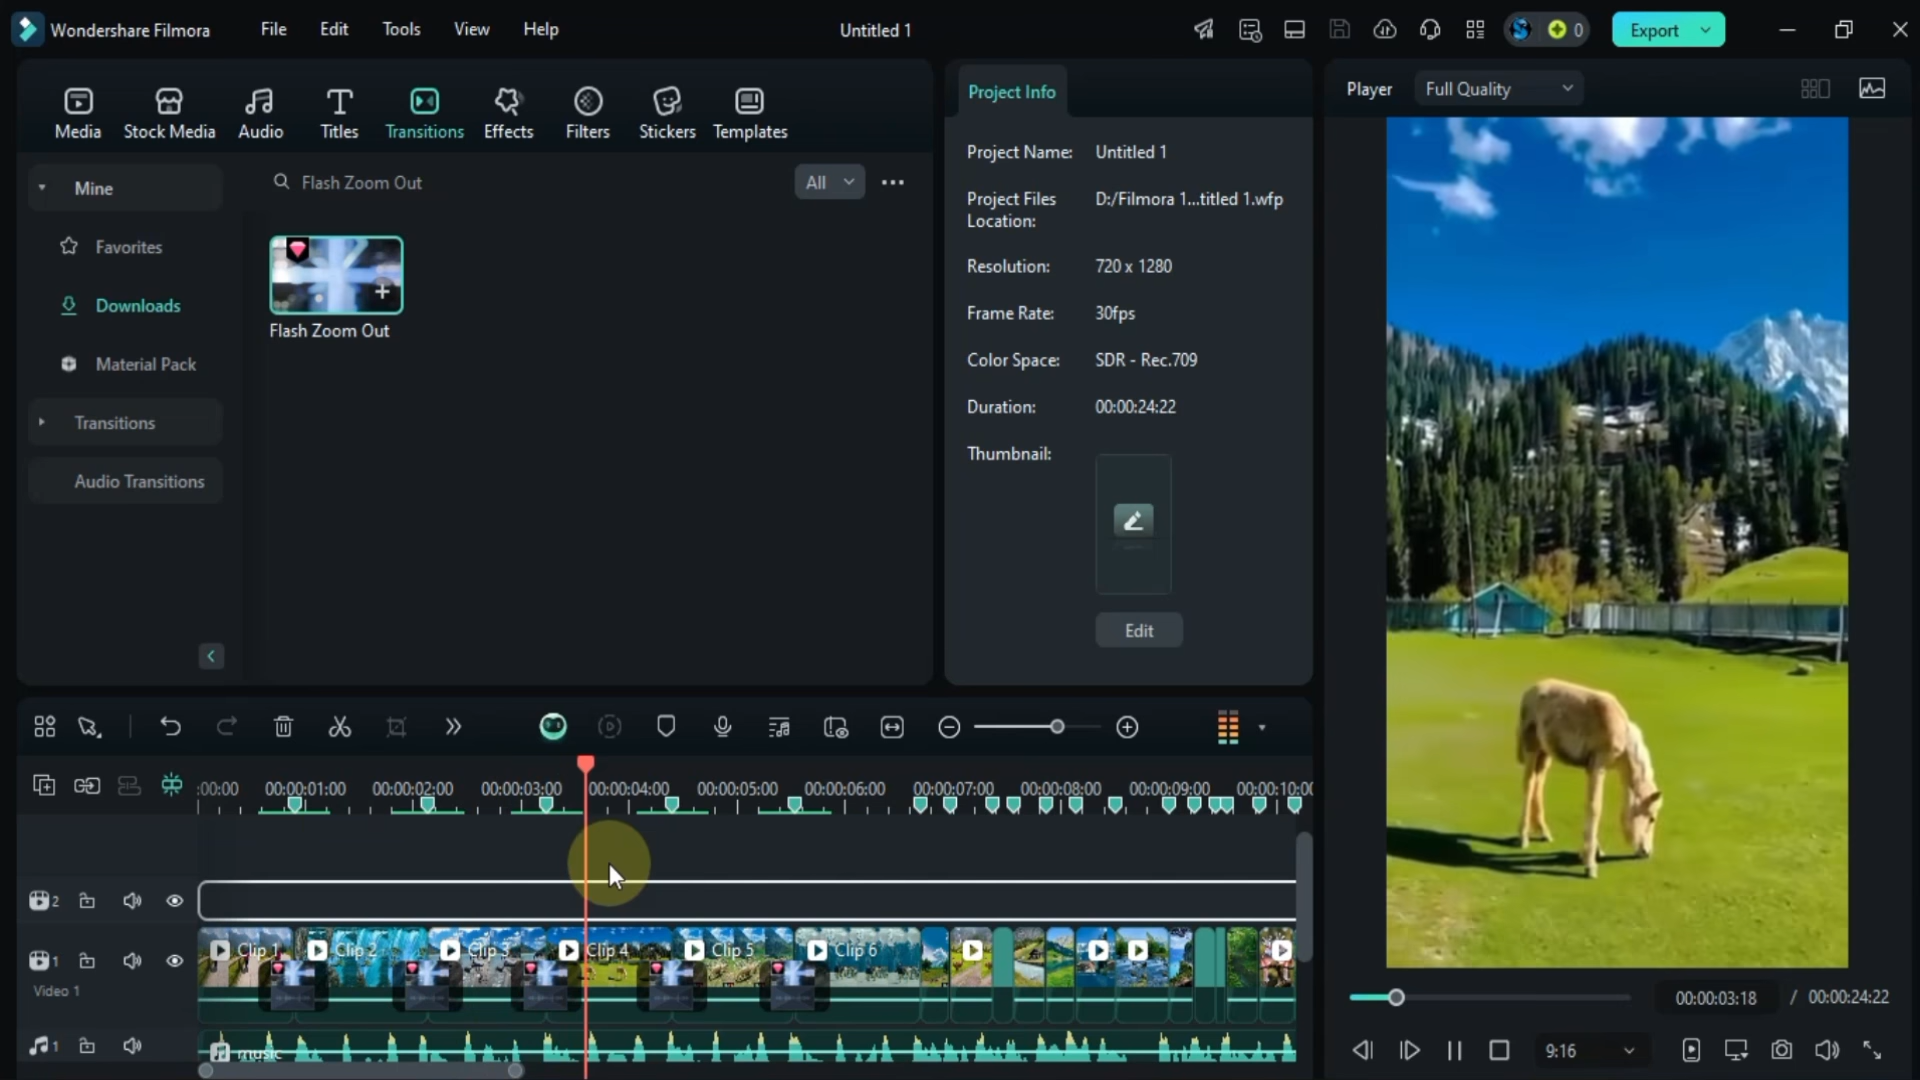 Wondershare Filmora File Edit Tools View Help Untitled 1 0 Export
Media Stock Media Audio Titles Transitions Effects Filters Stickers Templates
Mine
Favorites
Downloads
Material Pack
Transitions
Audio Transitions
Flash Zoom Out All
Flash Zoom Out
Project Info
Project Name: Untitled 1
Project Files Location: D:/Filmora 1...titled 1.wfp
Resolution: 720 x 1280
Frame Rate: 30fps
Color Space: SDR - Rec.709
Duration: 00:00:24:22
Thumbnail:
Edit
Player Full Quality
00:00:03:18 / 00:00:24:22
9:16
:00:00 00:00:01:00 00:00:02:00 00:00:03:00 00:00:04:00 00:00:05:00 00:00:06:00 00:00:07:00 00:00:08:00 00:00:09:00 00:00:10:0
2
Clip 1 Clip 2 Clip 3 Clip 4 Clip 5 Clip 6
1
Video 1
1
music